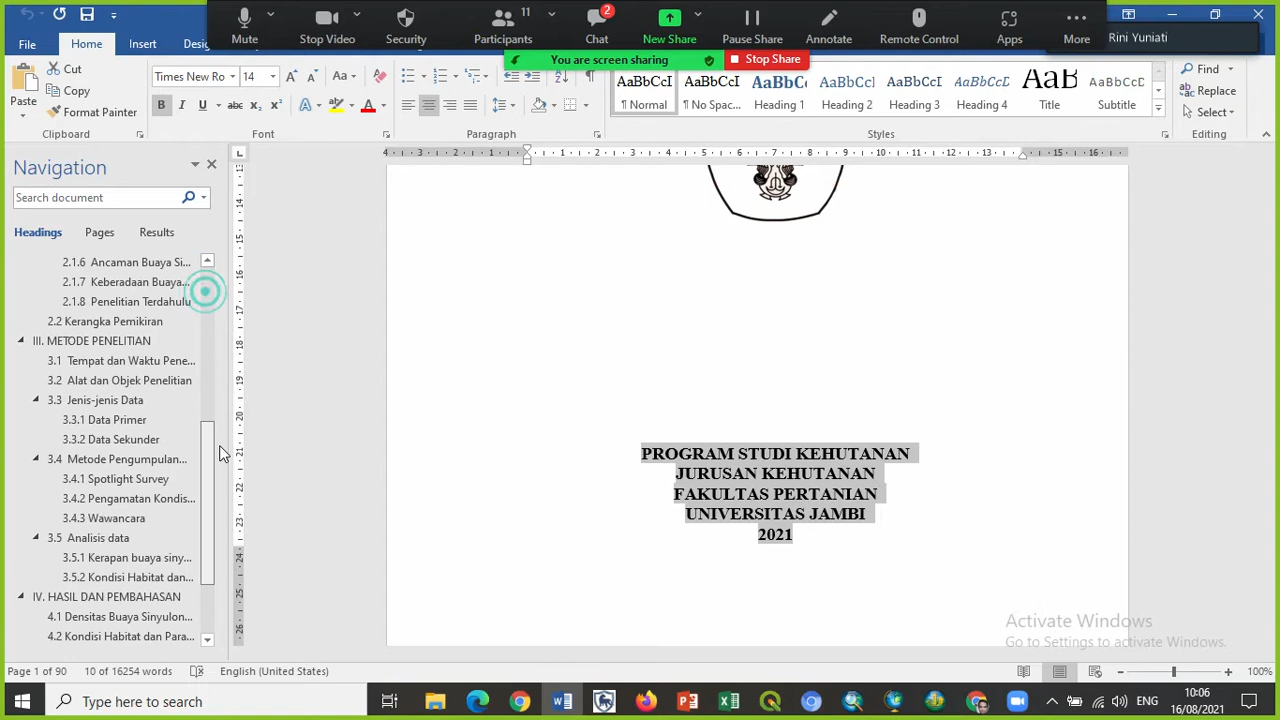 Mute
Stop Video
Security
Participants
11
Chat
2
New Share
Pause Share
Annotate
Remote Control
Apps
More
Rini Yuniati
You are screen sharing
Stop Share
File
Home
Insert
Paste
Cut
Copy
Format Painter
Clipboard
Times New Ro
14
Font
Paragraph
AaBbCcI
¶ Normal
AaBbCcI
¶ No Spac...
AaBbCc
Heading 1
AaBbCcI
Heading 2
AaBbCcI
Heading 3
AaBbCcI
Heading 4
AaB
Title
AaBbCcI
Subtitle
Styles
Find
Replace
Select
Editing
Navigation
Search document
Headings
Pages
Results
2.1.6 Ancaman Buaya Si...
2.1.7 Keberadaan Buaya...
2.1.8 Penelitian Terdahulu
2.2 Kerangka Pemikiran
III. METODE PENELITIAN
3.1 Tempat dan Waktu Pene...
3.2 Alat dan Objek Penelitian
3.3 Jenis-jenis Data
3.3.1 Data Primer
3.3.2 Data Sekunder
3.4 Metode Pengumpulan...
3.4.1 Spotlight Survey
3.4.2 Pengamatan Kondis...
3.4.3 Wawancara
3.5 Analisis data
3.5.1 Kerapan buaya siny...
3.5.2 Kondisi Habitat dan...
IV. HASIL DAN PEMBAHASAN
4.1 Densitas Buaya Sinyulon...
4.2 Kondisi Habitat dan Para...
PROGRAM STUDI KEHUTANAN
JURUSAN KEHUTANAN
FAKULTAS PERTANIAN
UNIVERSITAS JAMBI
2021
Activate Windows
Go to Settings to activate Windows.
Page 1 of 90
10 of 16254 words
English (United States)
100%
Type here to search
ENG
10:06
16/08/2021